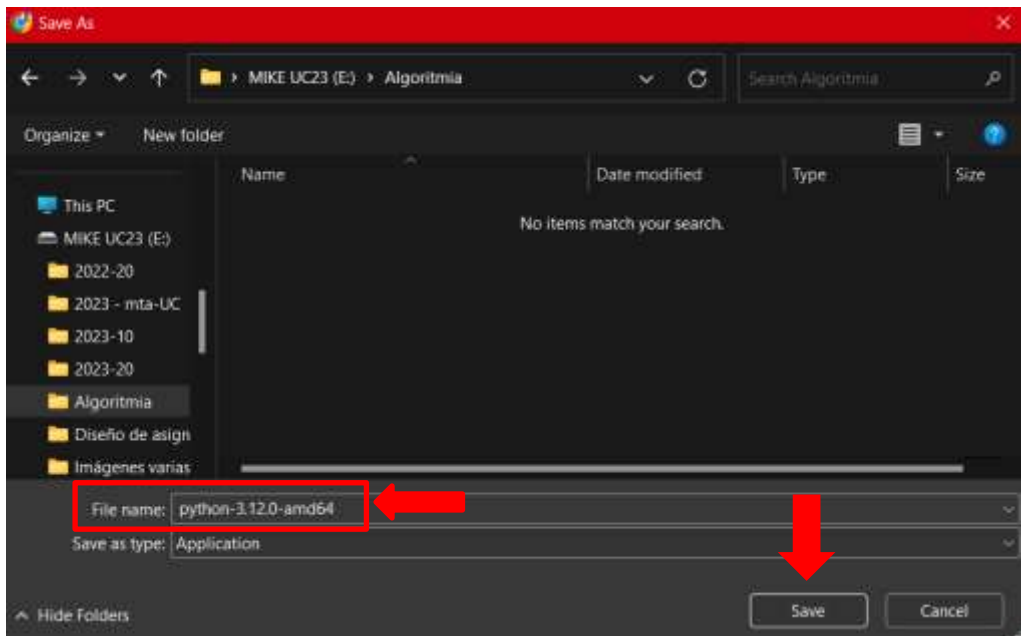 Save As
MIKE UC23 (E:) › Algoritmia
Search Algoritmia
Organize
New folder
Name
Date modified
Type
Size
No items match your search.
This PC
MIKE UC23 (E:)
2022-20
2023 - mta-UC
2023-10
2023-20
Algoritmia
Diseño de asign
Imágenes varias
File name: python-3.12.0-amd64
Save as type: Application
Hide Folders
Save
Cancel